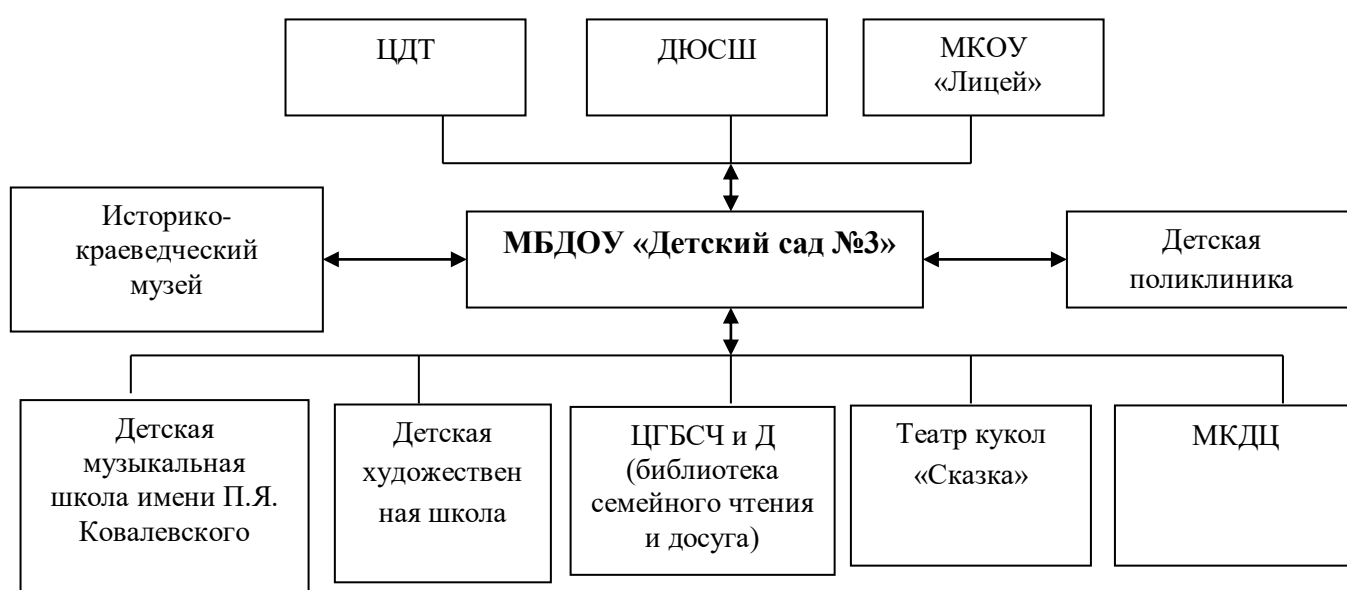 ЦДТ
ДЮСШ
МКОУ
«Лицей»
Историко-
краеведческий
музей
МБДОУ «Детский сад №3»
Детская
поликлиника
Детская
музыкальная
школа имени П.Я.
Ковалевского
Детская
художествен
ная школа
ЦГБСЧ и Д
(библиотека
семейного чтения
и досуга)
Театр кукол
«Сказка»
МКДЦ